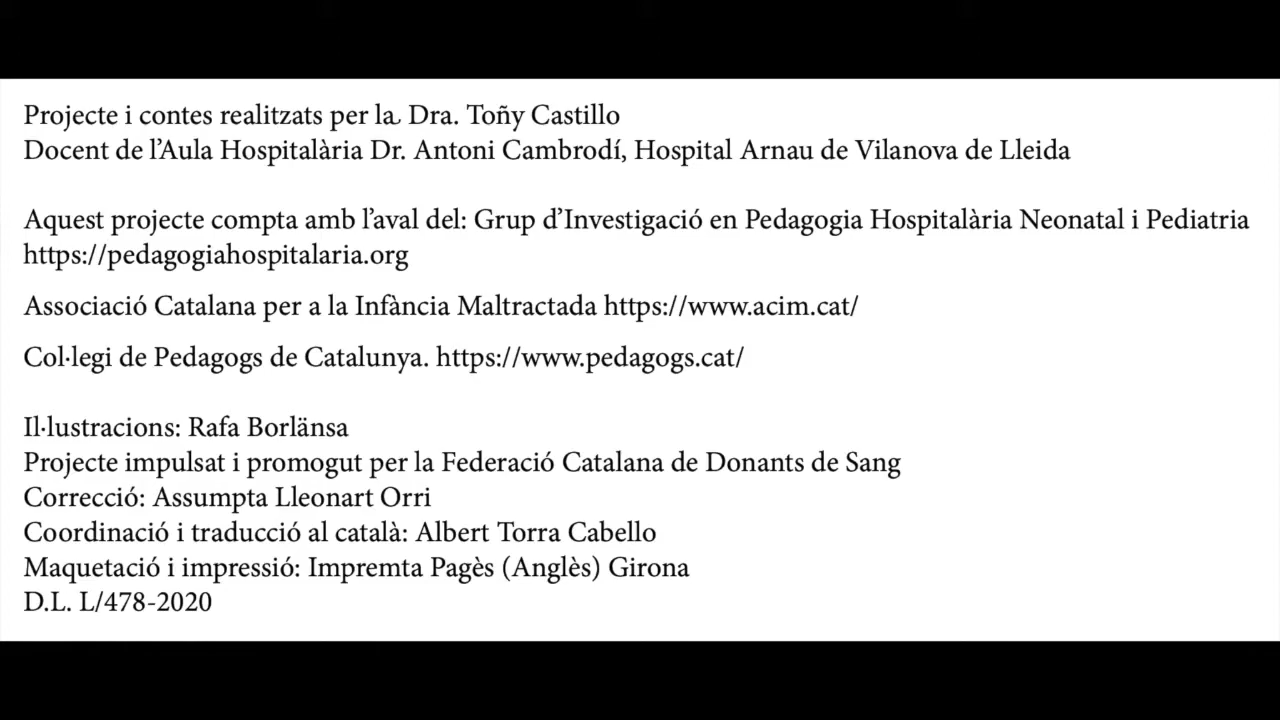 Projecte i contes realitzats per la Dra. Toñy Castillo
Docent de l’Aula Hospitalària Dr. Antoni Cambrodí, Hospital Arnau de Vilanova de Lleida
Aquest projecte compta amb l’aval del: Grup d’Investigació en Pedagogia Hospitalària Neonatal i Pediatria
https://pedagogiahospitalaria.org
Associació Catalana per a la Infància Maltractada https://www.acim.cat/
Col·legi de Pedagogs de Catalunya. https://www.pedagogs.cat/
Il·lustracions: Rafa Borlänsa
Projecte impulsat i promogut per la Federació Catalana de Donants de Sang
Correcció: Assumpta Lleonart Orri
Coordinació i traducció al català: Albert Torra Cabello
Maquetació i impressió: Impremta Pagès (Anglès) Girona
D.L. L/478-2020